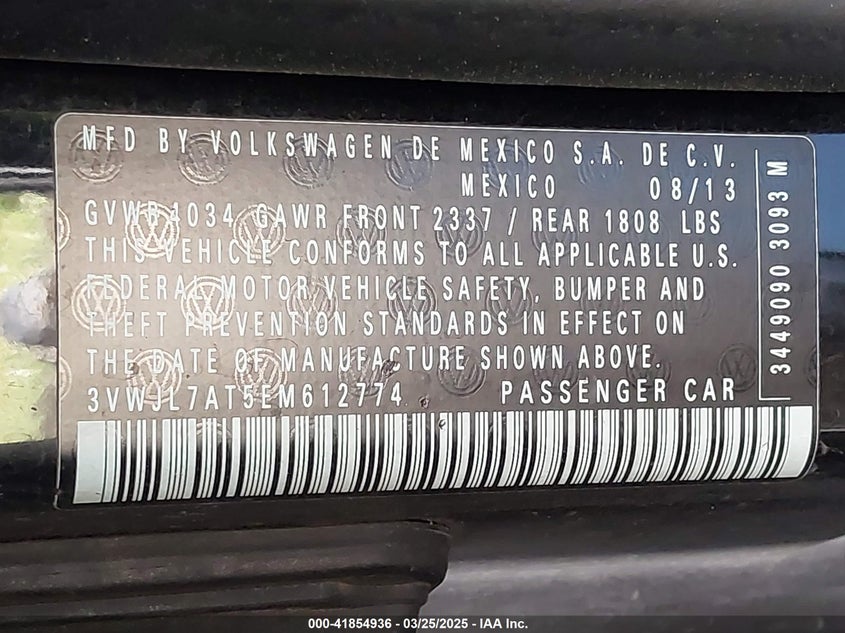 MFD BY VOLKSWAGEN DE MEXICO S.A. DE C.V.
MEXICO 08/13
GVWR 4034 GAWR FRONT 2337 / REAR 1808 LBS
THIS VEHICLE CONFORMS TO ALL APPLICABLE U.S.
FEDERAL MOTOR VEHICLE SAFETY, BUMPER AND
THEFT PREVENTION STANDARDS IN EFFECT ON
THE DATE OF MANUFACTURE SHOWN ABOVE.
3VWJL7AT5EM612774 PASSENGER CAR
3449090 3093 M
000-41854936 - 03/25/2025 - IAA Inc.